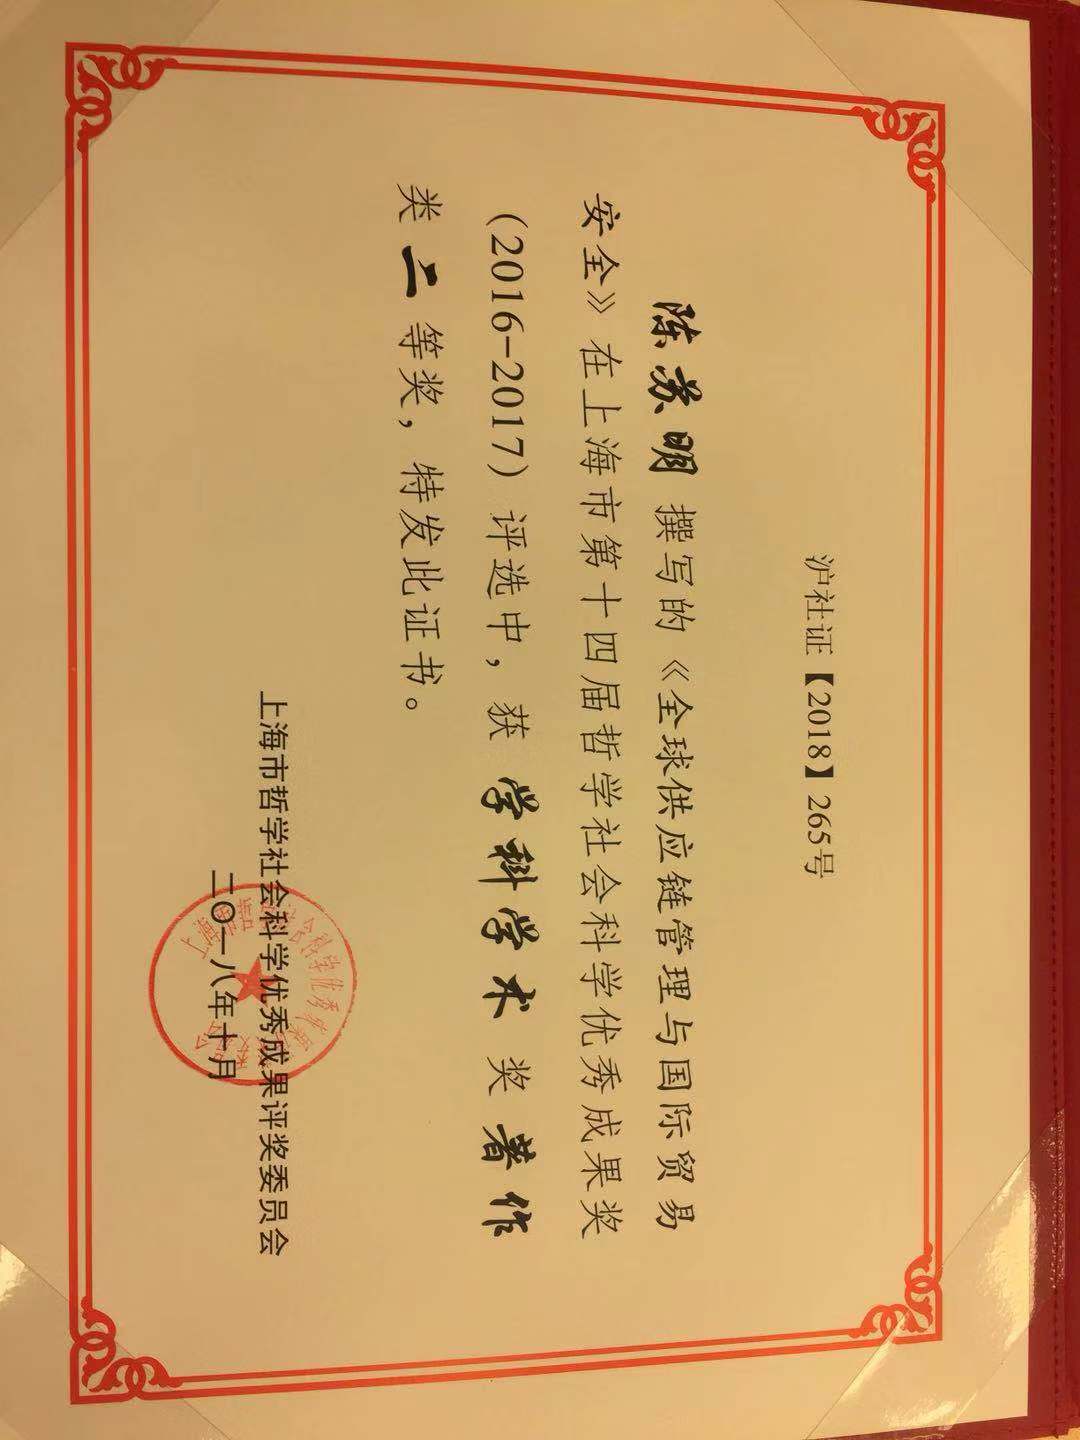 沪社证【2018】265号
陈苏明 撰写的《全球供应链管理与国际贸易
安全》在上海市第十四届哲学社会科学优秀成果奖
(2016-2017)评选中，获 学科学术 奖 著作
类 二 等奖，特发此证书。
上海市哲学社会科学优秀成果评奖委员会
二〇一八年十月